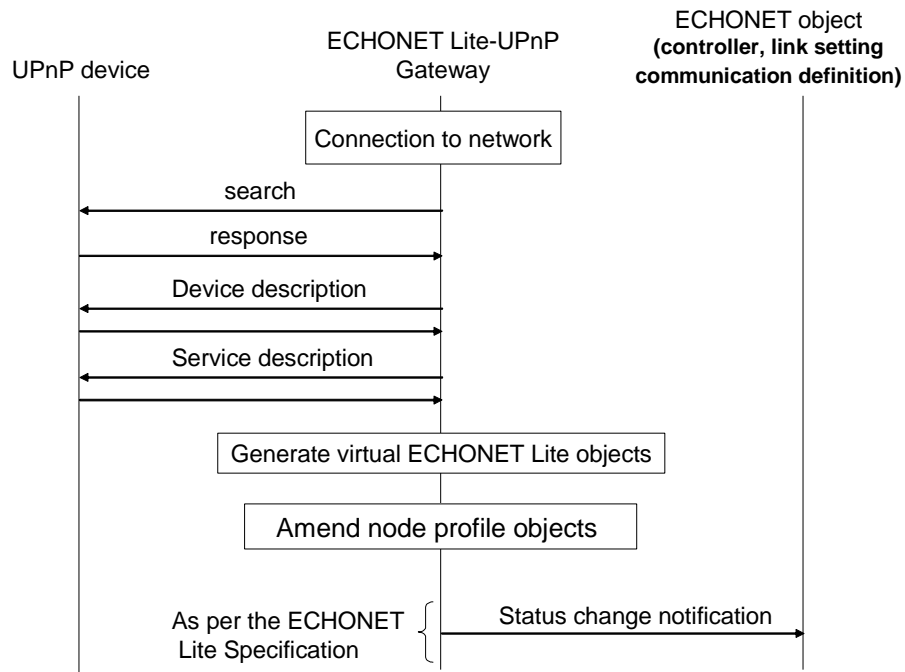 UPnP device
ECHONET Lite-UPnP
Gateway
ECHONET object
(controller, link setting
communication definition)
Connection to network
search
response
Device description
Service description
Generate virtual ECHONET Lite objects
Amend node profile objects
As per the ECHONET
Lite Specification
Status change notification